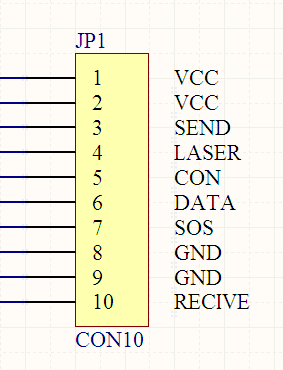 JP1
1 VCC
2 VCC
3 SEND
4 LASER
5 CON
6 DATA
7 SOS
8 GND
9 GND
10 RECIVE
CON10